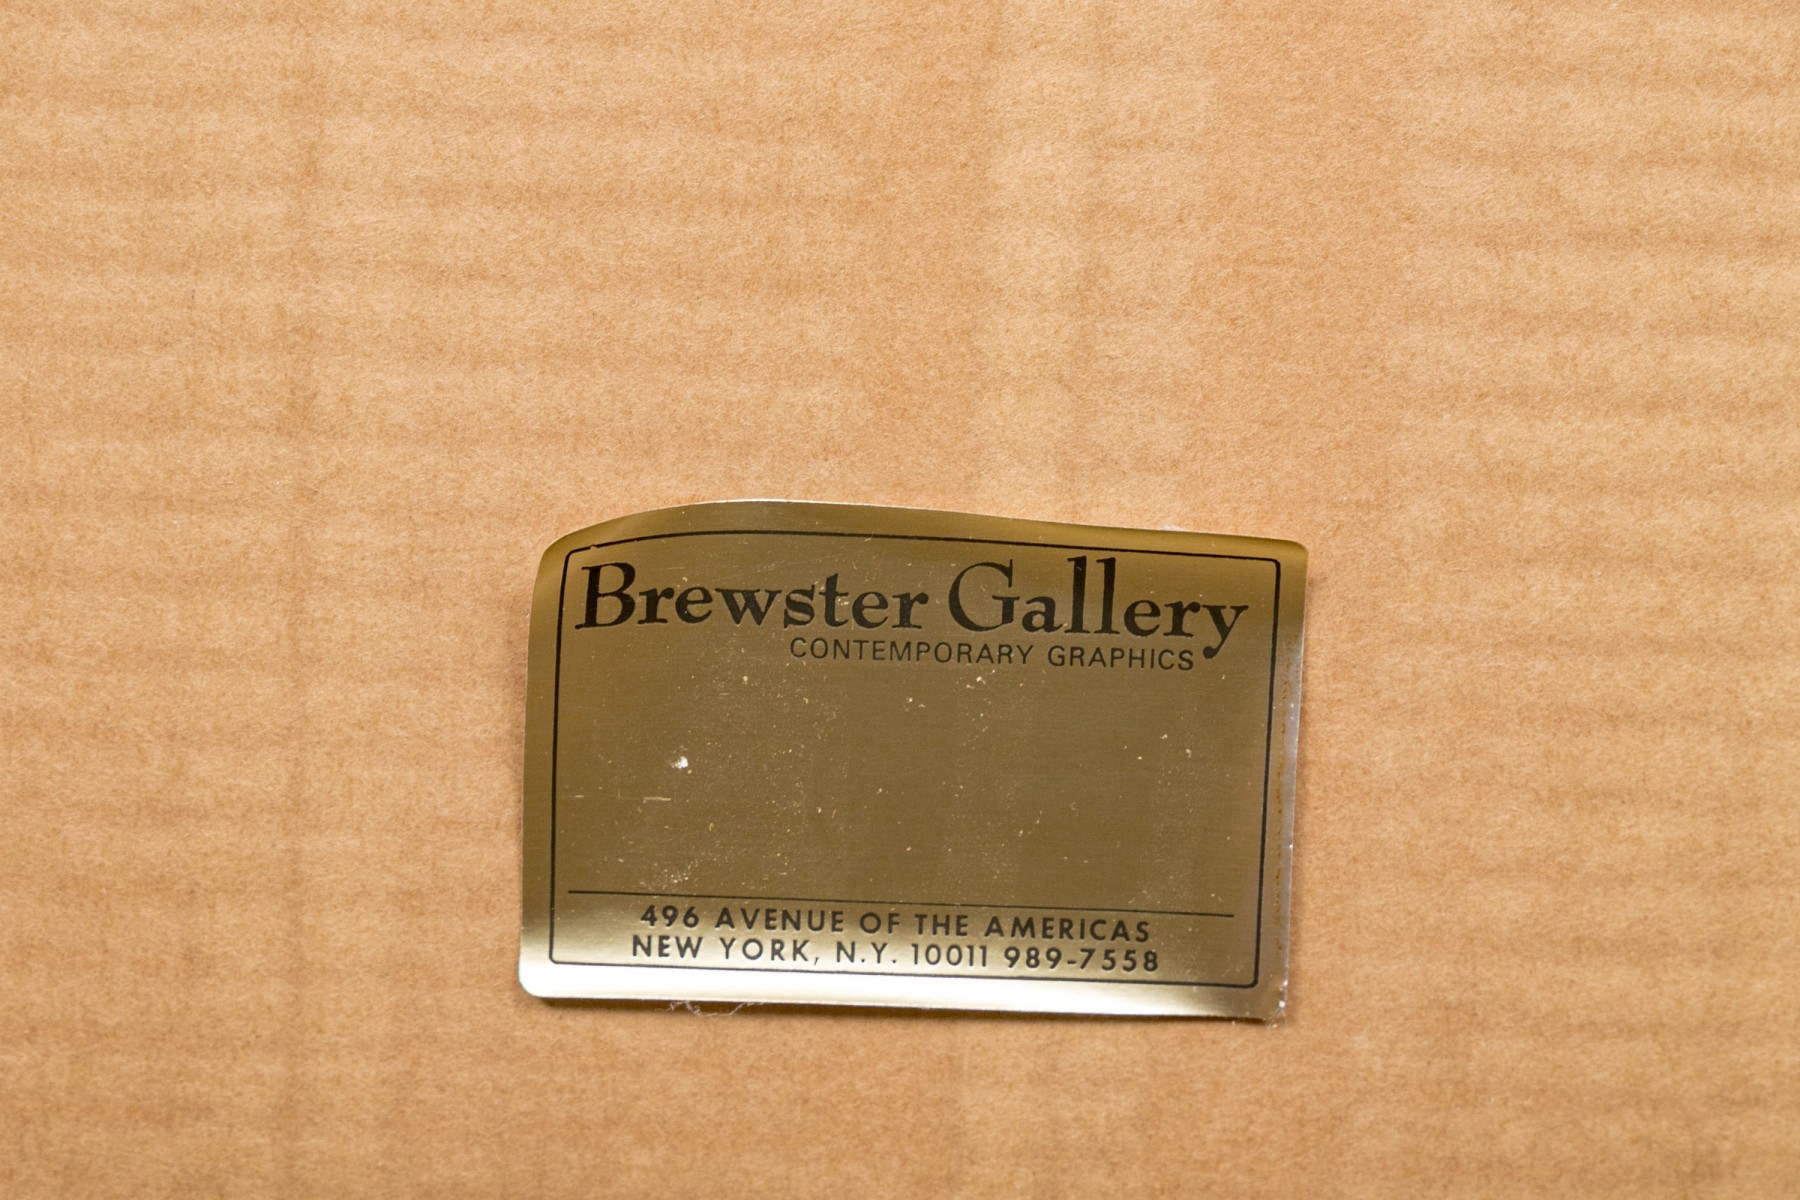 Brewster Gallery
CONTEMPORARY GRAPHICS
496 AVENUE OF THE AMERICAS
NEW YORK, N.Y. 10011 989-7558